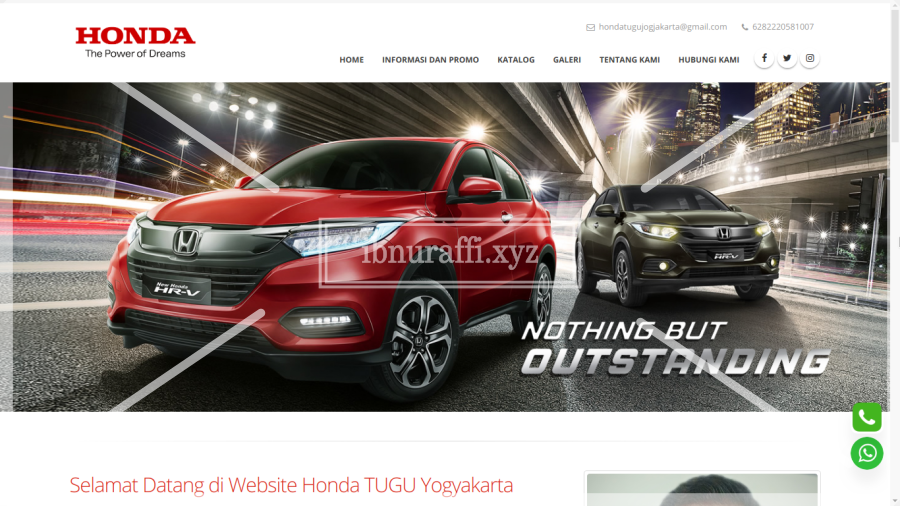 HONDA
The Power of Dreams
hondatugujogjakarta@gmail.com
6282220581007
HOME
INFORMASI DAN PROMO
KATALOG
GALERI
TENTANG KAMI
HUBUNGI KAMI
Ibnuraffi.xyz
New Honda
HR-V
HR-V
NOTHING BUT
OUTSTANDING
Selamat Datang di Website Honda TUGU Yogyakarta